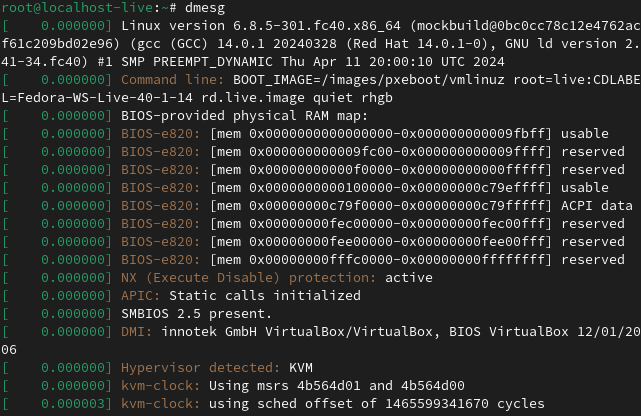 root@localhost-live:~# dmesg
[    0.000000] Linux version 6.8.5-301.fc40.x86_64 (mockbuild@0bc0cc78c12e4762ac
f61c209bd02e96) (gcc (GCC) 14.0.1 20240328 (Red Hat 14.0.1-0), GNU ld version 2.
41-34.fc40) #1 SMP PREEMPT_DYNAMIC Thu Apr 11 20:00:10 UTC 2024
[    0.000000] Command line: BOOT_IMAGE=/images/pxeboot/vmlinuz root=live:CDLABE
L=Fedora-WS-Live-40-1-14 rd.live.image quiet rhgb
[    0.000000] BIOS-provided physical RAM map:
[    0.000000] BIOS-e820: [mem 0x0000000000000000-0x000000000009fbff] usable
[    0.000000] BIOS-e820: [mem 0x000000000009fc00-0x000000000009ffff] reserved
[    0.000000] BIOS-e820: [mem 0x00000000000f0000-0x00000000000fffff] reserved
[    0.000000] BIOS-e820: [mem 0x0000000000100000-0x00000000c79effff] usable
[    0.000000] BIOS-e820: [mem 0x00000000c79f0000-0x00000000c79fffff] ACPI data
[    0.000000] BIOS-e820: [mem 0x00000000fec00000-0x00000000fec00fff] reserved
[    0.000000] BIOS-e820: [mem 0x00000000fee00000-0x00000000fee00fff] reserved
[    0.000000] BIOS-e820: [mem 0x00000000fffc0000-0x00000000ffffffff] reserved
[    0.000000] NX (Execute Disable) protection: active
[    0.000000] APIC: Static calls initialized
[    0.000000] SMBIOS 2.5 present.
[    0.000000] DMI: innotek GmbH VirtualBox/VirtualBox, BIOS VirtualBox 12/01/20
06
[    0.000000] Hypervisor detected: KVM
[    0.000000] kvm-clock: Using msrs 4b564d01 and 4b564d00
[    0.000003] kvm-clock: using sched offset of 1465599341670 cycles